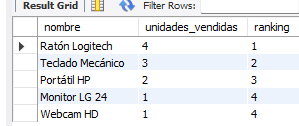 Result Grid Filter Rows:
nombre unidades_vendidas ranking
Ratón Logitech 4 1
Teclado Mecánico 3 2
Portátil HP 2 3
Monitor LG 24 1 4
Webcam HD 1 4